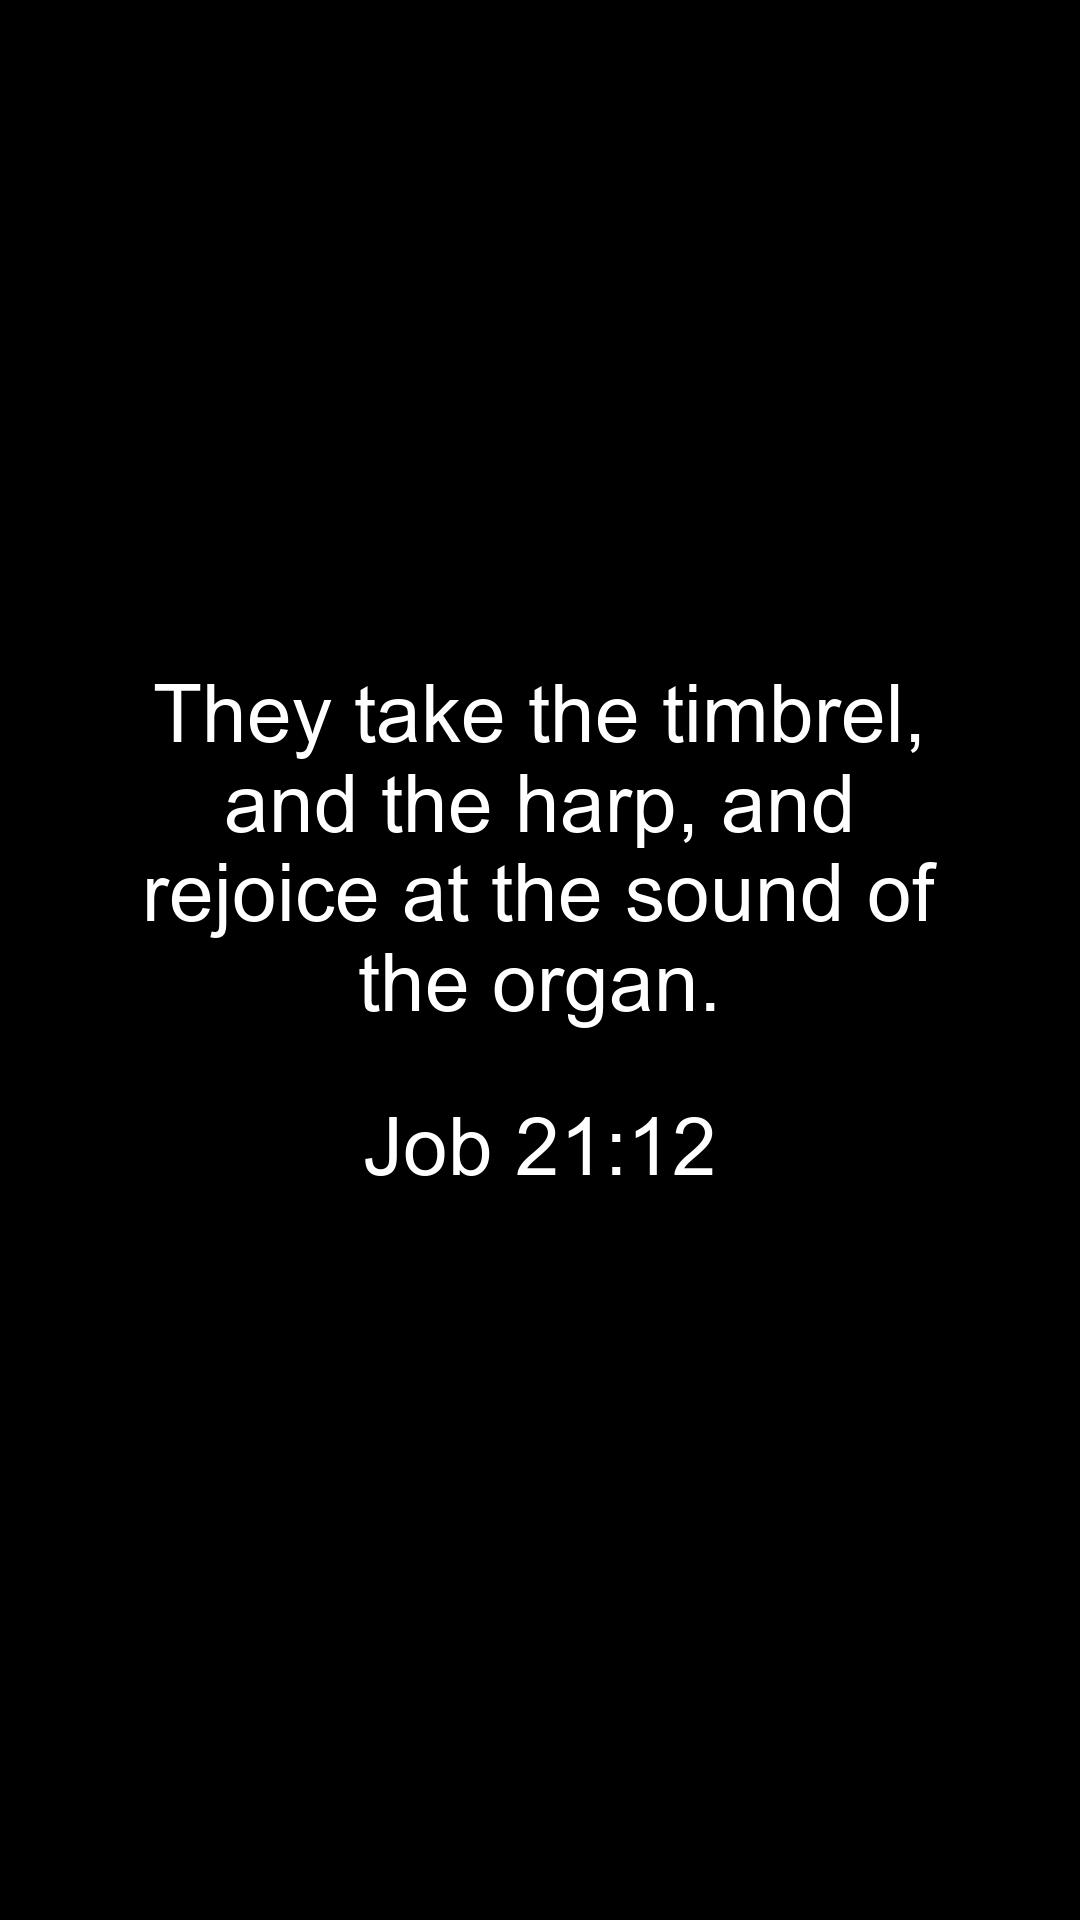 They take the timbrel,
and the harp, and
rejoice at the sound of
the organ.
Job 21:12